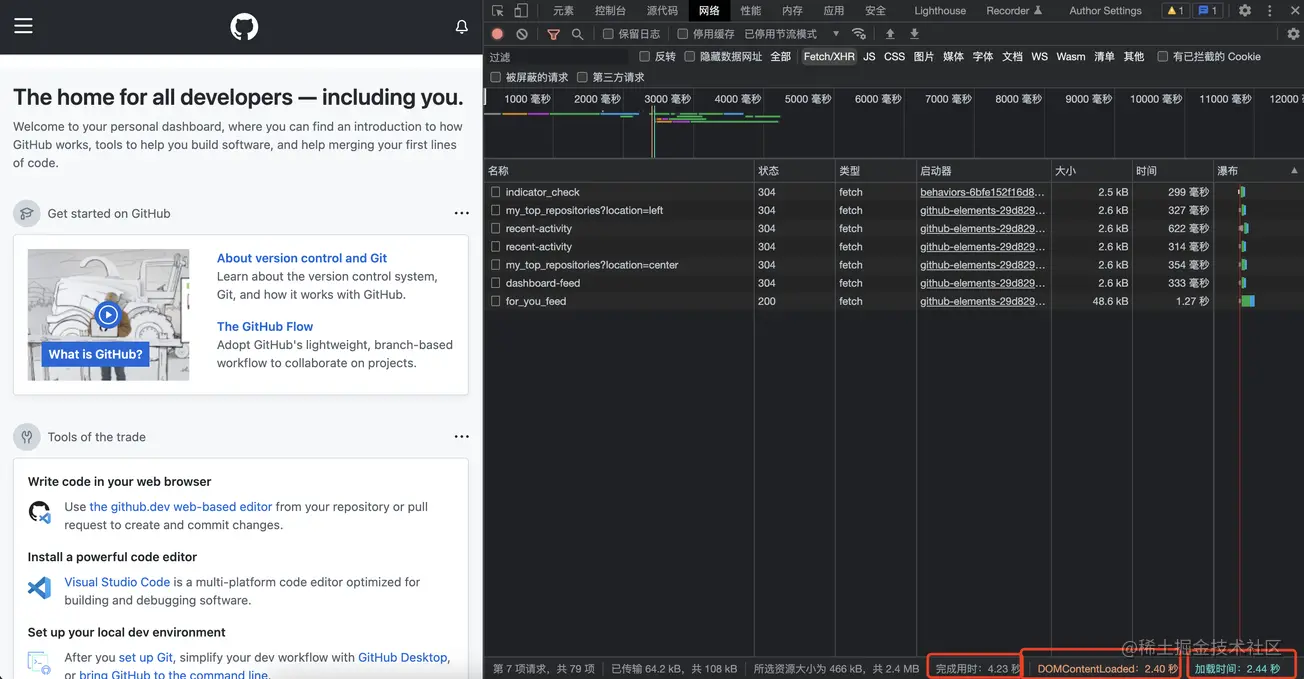 The home for all developers — including you.
Welcome to your personal dashboard, where you can find an introduction to how
GitHub works, tools to help you build software, and help merging your first lines
of code.
Get started on GitHub
What is GitHub?
About version control and Git
Learn about the version control system,
Git, and how it works with GitHub.
The GitHub Flow
Adopt GitHub's lightweight, branch-based
workflow to collaborate on projects.
Tools of the trade
Write code in your web browser
Use the github.dev web-based editor from your repository or pull
request to create and commit changes.
Install a powerful code editor
Visual Studio Code is a multi-platform code editor optimized for
building and debugging software.
Set up your local dev environment
After you set up Git, simplify your dev workflow with GitHub Desktop,
or bring GitHub to the command line.
元素 控制台 源代码 网络 性能 内存 应用 安全 Lighthouse Recorder Author Settings 1 1
保留日志 停用缓存 已停用节流模式
过滤 反转 隐藏数据网址 全部 Fetch/XHR JS CSS 图片 媒体 字体 文档 WS Wasm 清单 其他 有已拦截的 Cookie
被屏蔽的请求 第三方请求
1000 毫秒 2000 毫秒 3000 毫秒 4000 毫秒 5000 毫秒 6000 毫秒 7000 毫秒 8000 毫秒 9000 毫秒 10000 毫秒 11000 毫秒 12000
名称 状态 类型 启动器 大小 时间 瀑布
indicator_check 304 fetch behaviors-6bfe152f16d8… 2.5 kB 299 毫秒
my_top_repositories?location=left 304 fetch github-elements-29d829… 2.6 kB 327 毫秒
recent-activity 304 fetch github-elements-29d829… 2.6 kB 622 毫秒
recent-activity 304 fetch github-elements-29d829… 2.6 kB 314 毫秒
my_top_repositories?location=center 304 fetch github-elements-29d829… 2.6 kB 354 毫秒
dashboard-feed 304 fetch github-elements-29d829… 2.6 kB 333 毫秒
for_you_feed 200 fetch github-elements-29d829… 48.6 kB 1.27 秒
@稀土掘金技术社区
第 7 项请求，共 79 项 已传输 64.2 kB，共 108 kB 所选资源大小为 466 kB，共 2.4 MB 完成用时：4.23 秒 DOMContentLoaded：2.40 秒 加载时间：2.44 秒